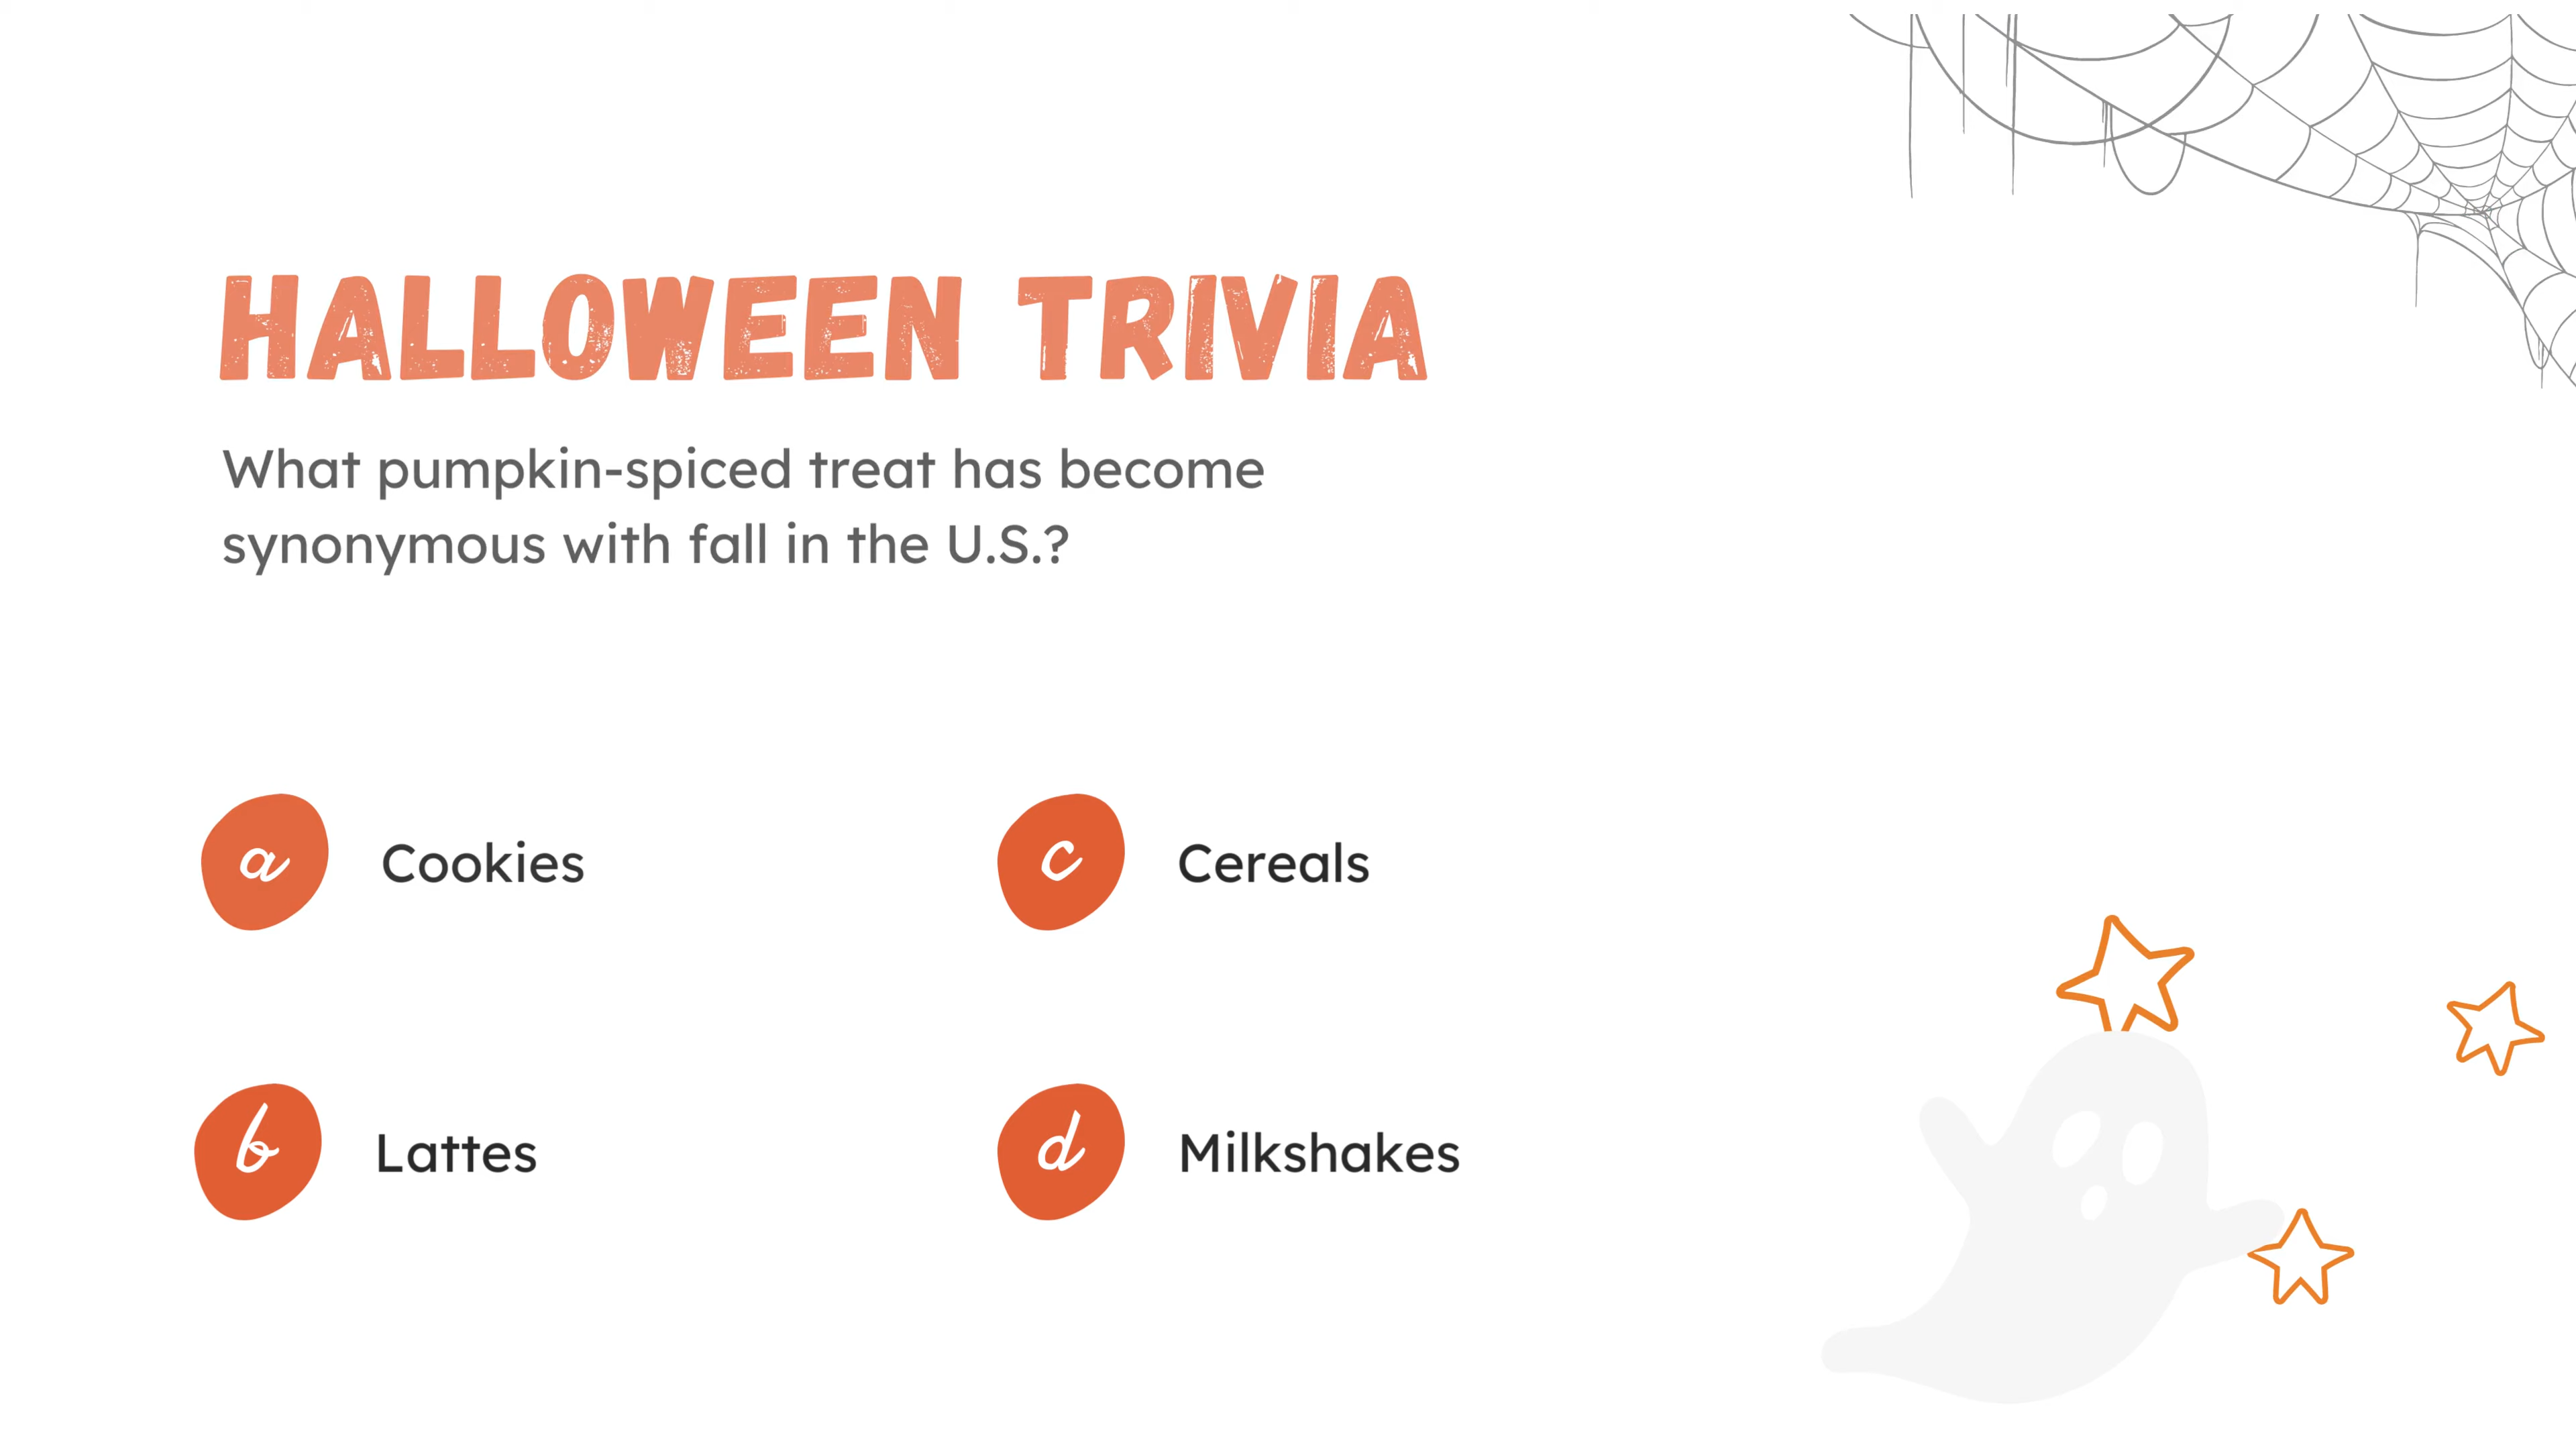 HALLOWEEN TRIVIA
What pumpkin-spiced treat has become
synonymous with fall in the U.S.?
a Cookies
b Lattes
c Cereals
d Milkshakes